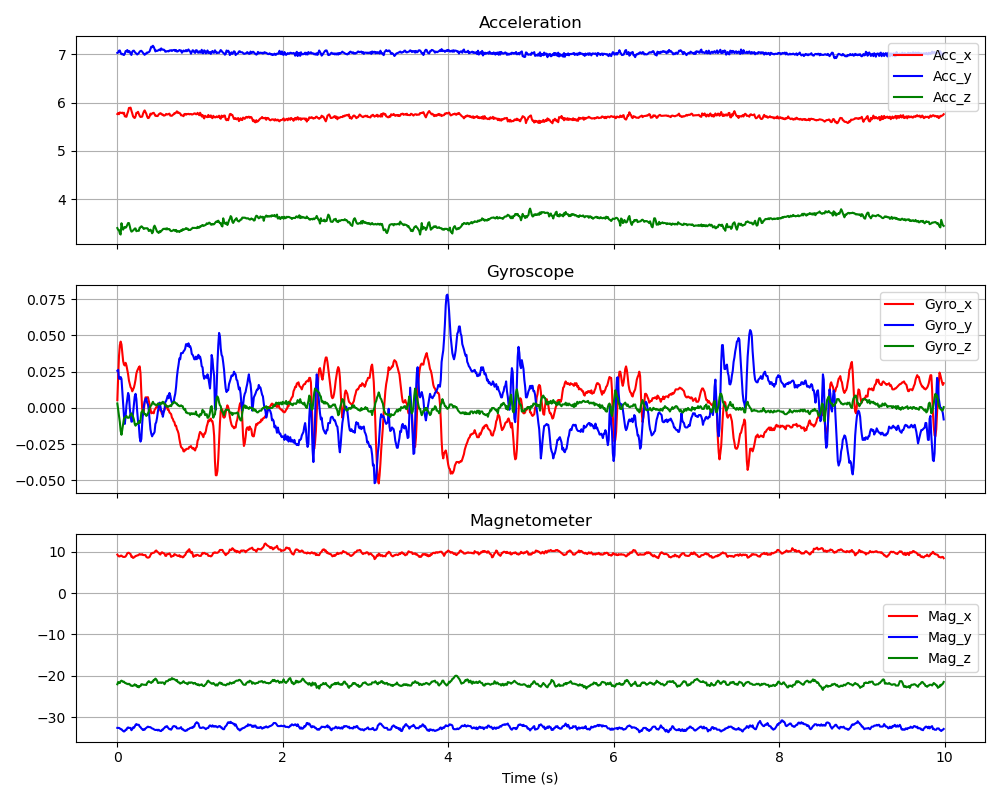 Acceleration
7
6
5
4
Acc_x
Acc_y
Acc_z
Gyroscope
0.075
0.050
0.025
0.000
−0.025
−0.050
Gyro_x
Gyro_y
Gyro_z
Magnetometer
10
0
−10
−20
−30
Mag_x
Mag_y
Mag_z
0 2 4 6 8 10
Time (s)